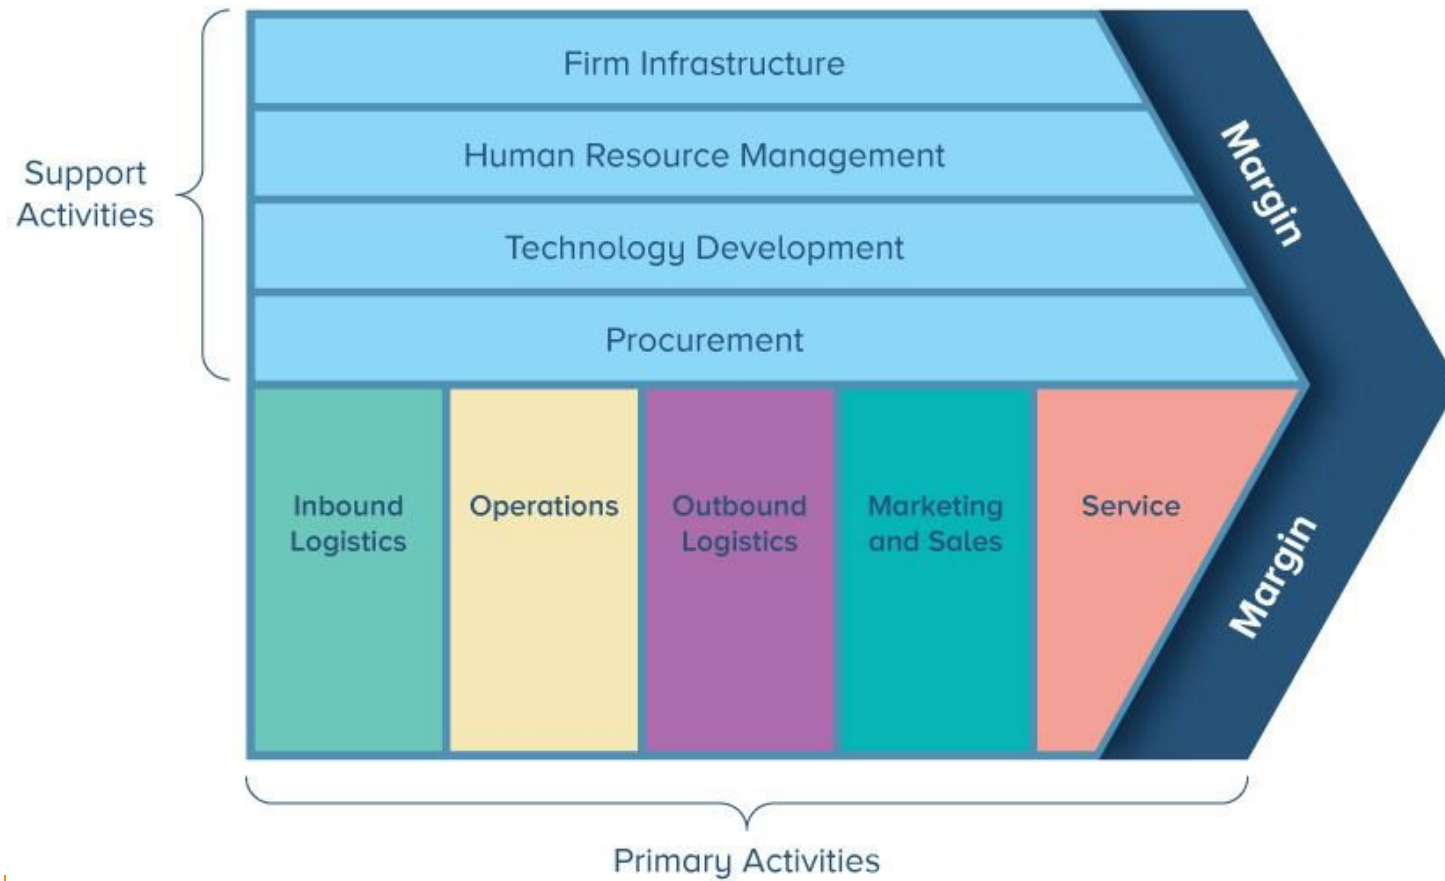 Firm Infrastructure
Human Resource Management
Technology Development
Procurement
Support
Activities
Margin
Margin
Inbound
Logistics
Operations
Outbound
Logistics
Marketing
and Sales
Service
Primary Activities